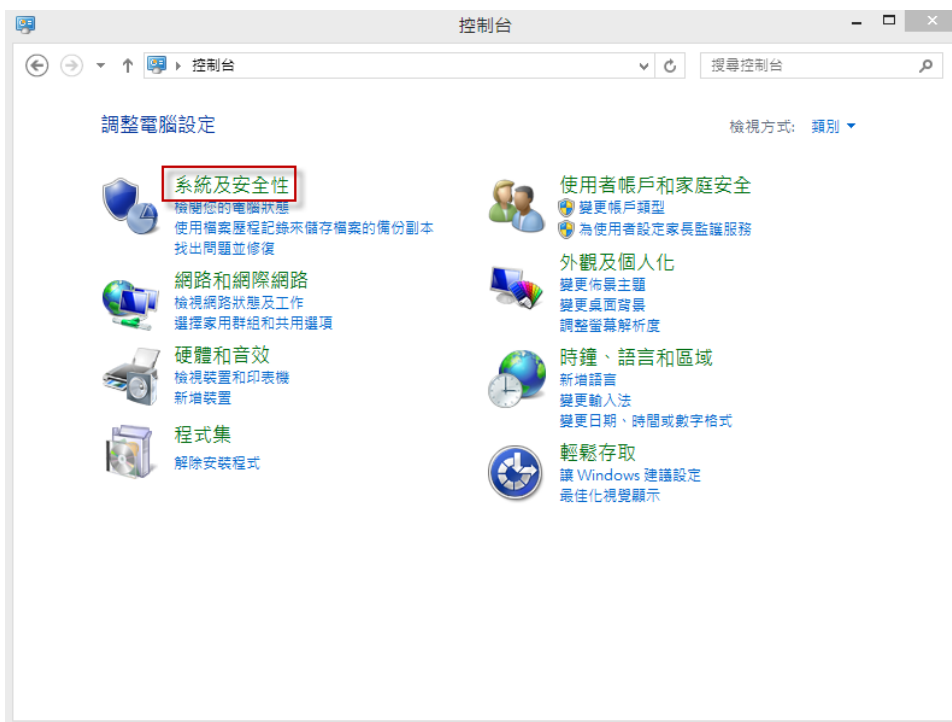 控制台
控制台
搜尋控制台
調整電腦設定
檢視方式: 類別
系統及安全性
檢閱您的電腦狀態
使用檔案歷程記錄來儲存檔案的備份副本
找出問題並修復
網路和網際網路
檢視網路狀態及工作
選擇家用群組和共用選項
硬體和音效
檢視裝置和印表機
新增裝置
程式集
解除安裝程式
使用者帳戶和家庭安全
變更帳戶類型
為使用者設定家長監護服務
外觀及個人化
變更佈景主題
變更桌面背景
調整螢幕解析度
時鐘、語言和區域
新增語言
變更輸入法
變更日期、時間或數字格式
輕鬆存取
讓 Windows 建議設定
最佳化視覺顯示